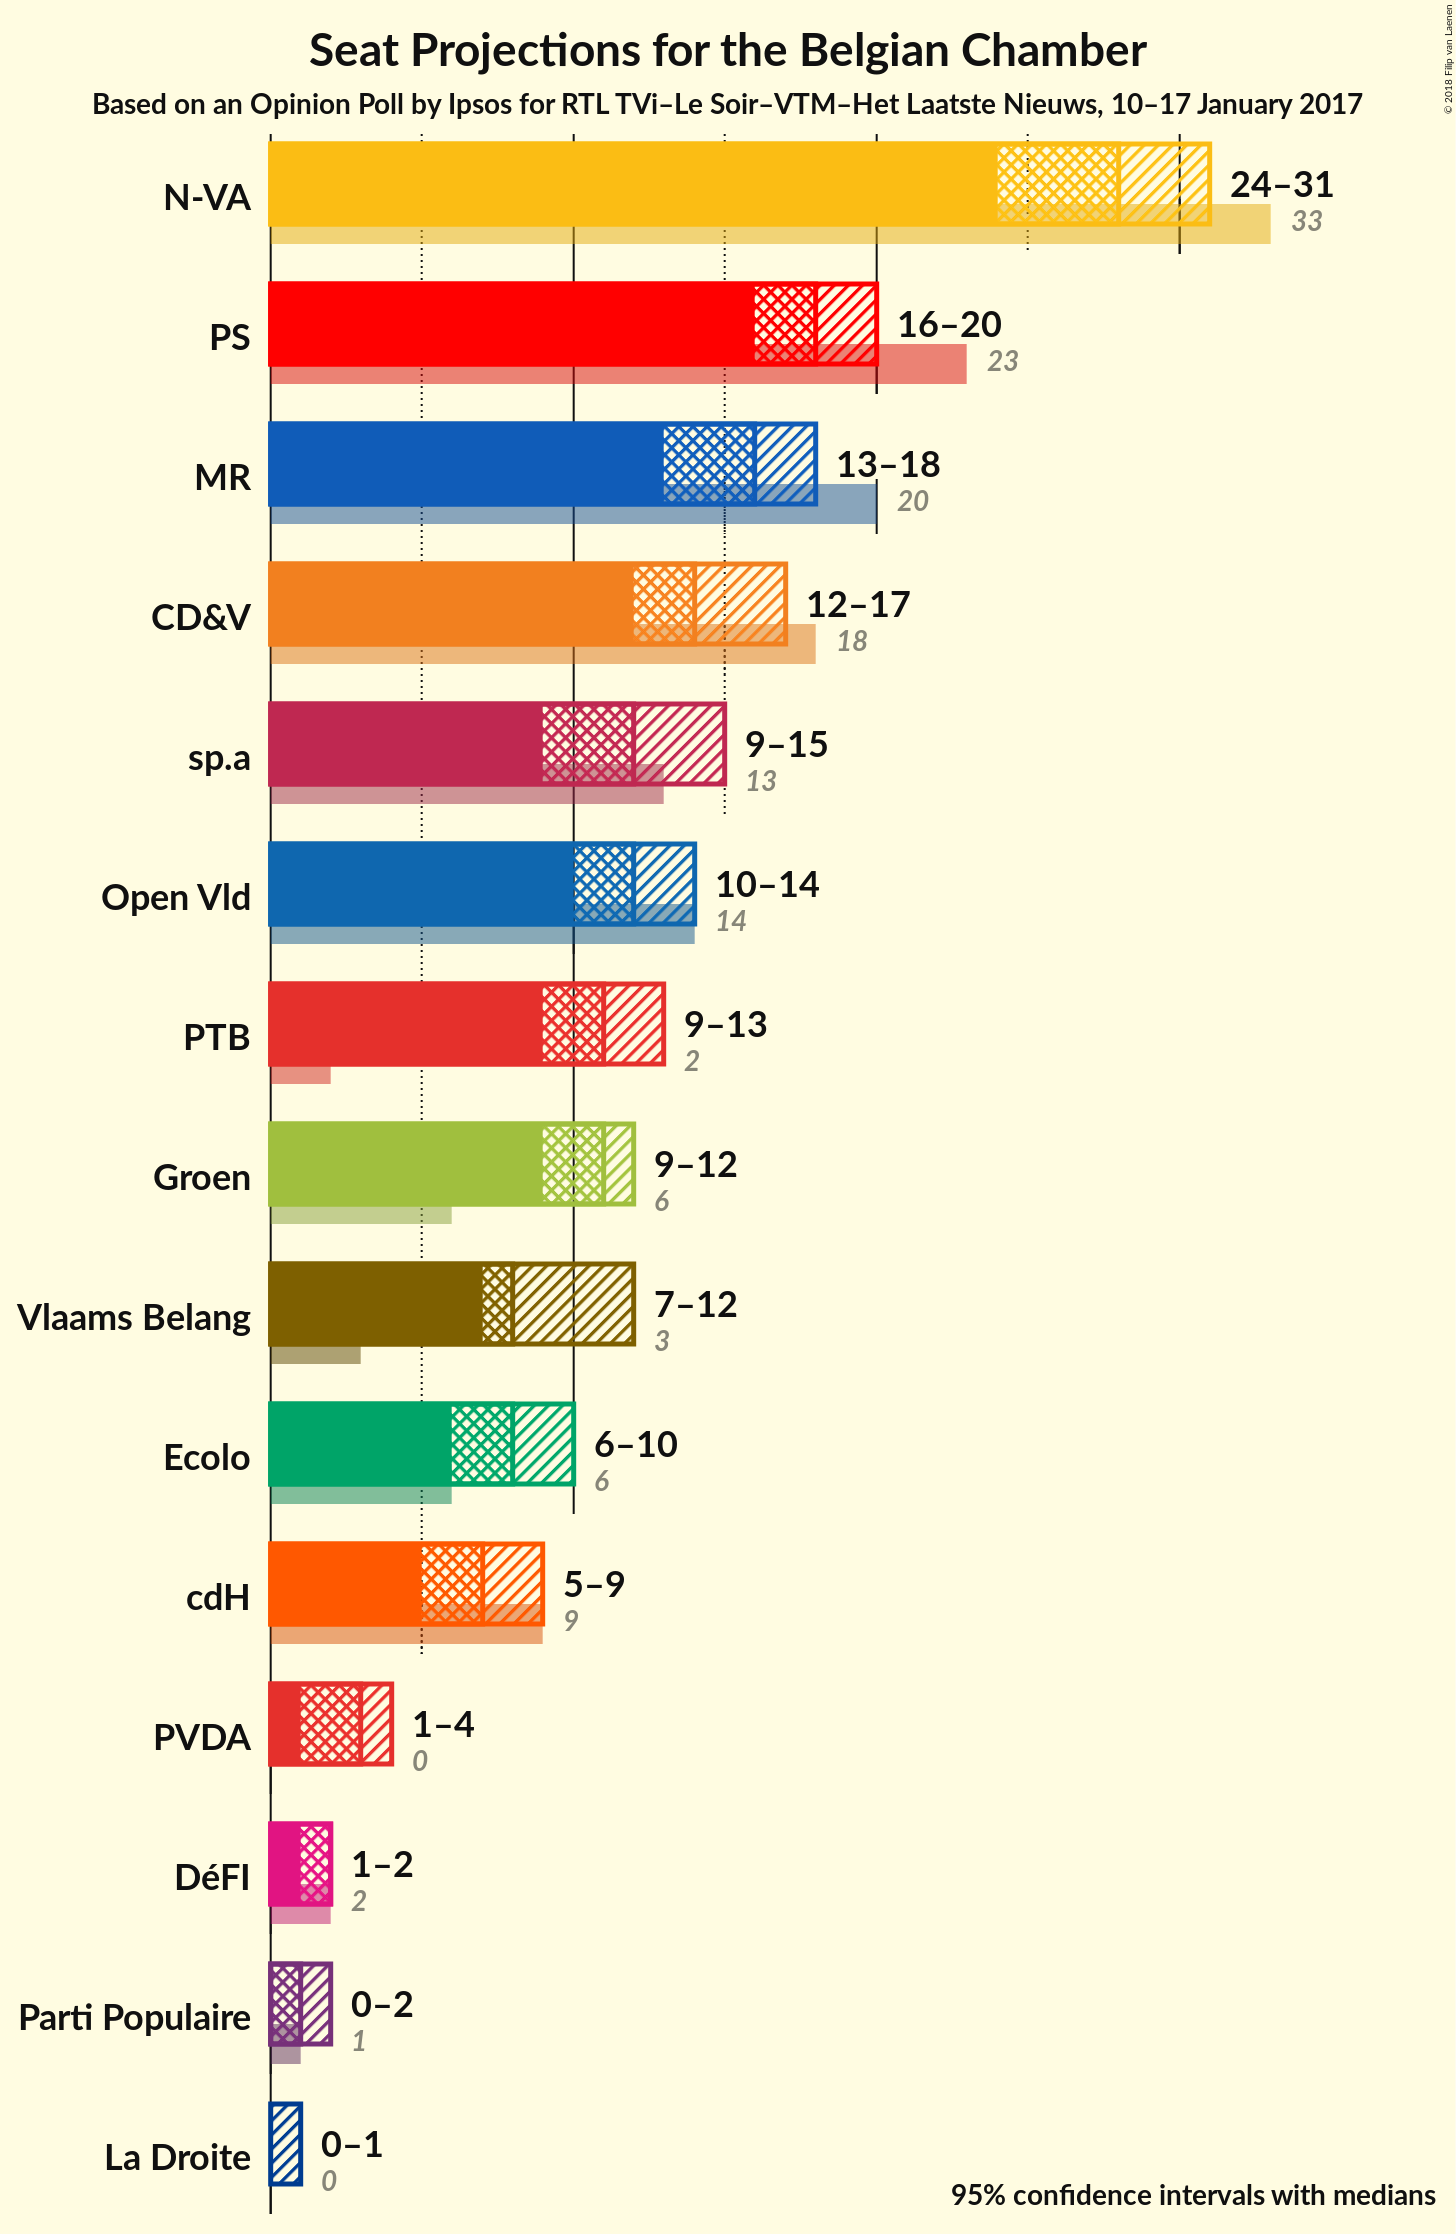 Seat Projections for the Belgian Chamber
Based on an Opinion Poll by Ipsos for RTL TVi–Le Soir–VTM–Het Laatste Nieuws, 10–17 January 2017
© 2018 Filip van Laenen
N-VA
24–31
33
PS
16–20
23
MR
13–18
20
CD&V
12–17
18
sp.a
9–15
13
Open Vld
10–14
14
PTB
9–13
2
Groen
9–12
6
Vlaams Belang
7–12
3
Ecolo
6–10
6
cdH
5–9
9
PVDA
1–4
0
DéFI
1–2
2
Parti Populaire
0–2
1
La Droite
0–1
0
95% confidence intervals with medians